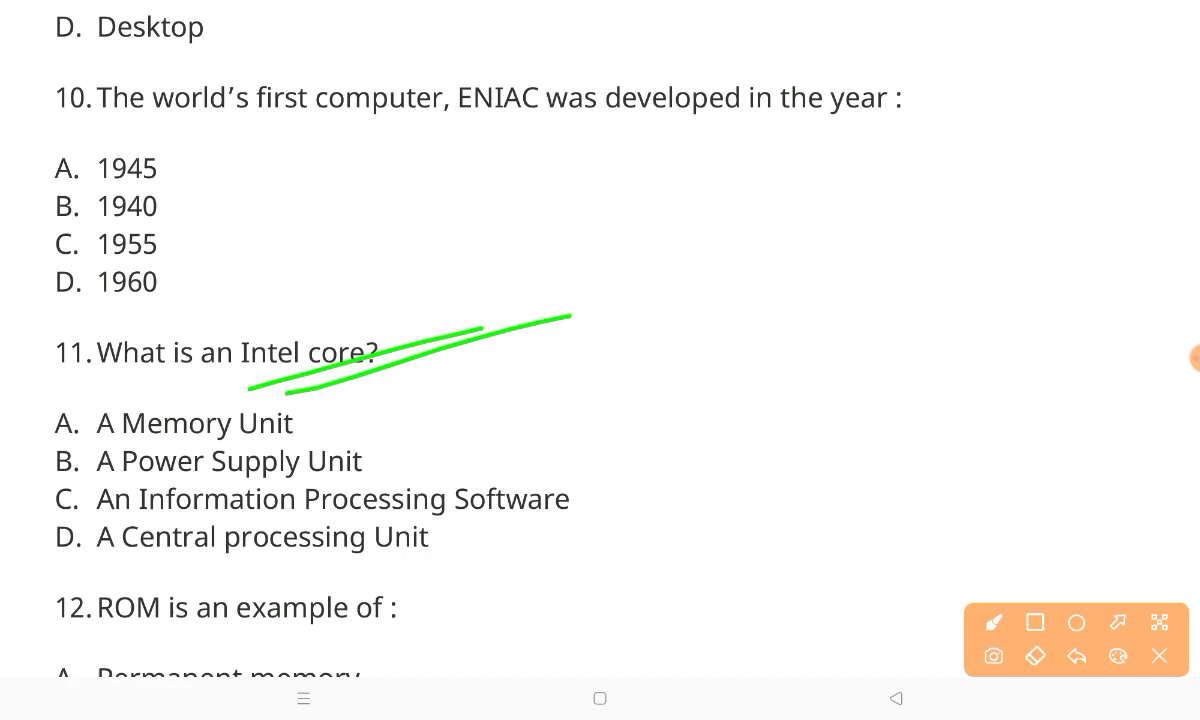 D. Desktop
10. The world’s first computer, ENIAC was developed in the year :
A. 1945
B. 1940
C. 1955
D. 1960
11. What is an Intel core?
A. A Memory Unit
B. A Power Supply Unit
C. An Information Processing Software
D. A Central processing Unit
12. ROM is an example of :
A. Permanent memory